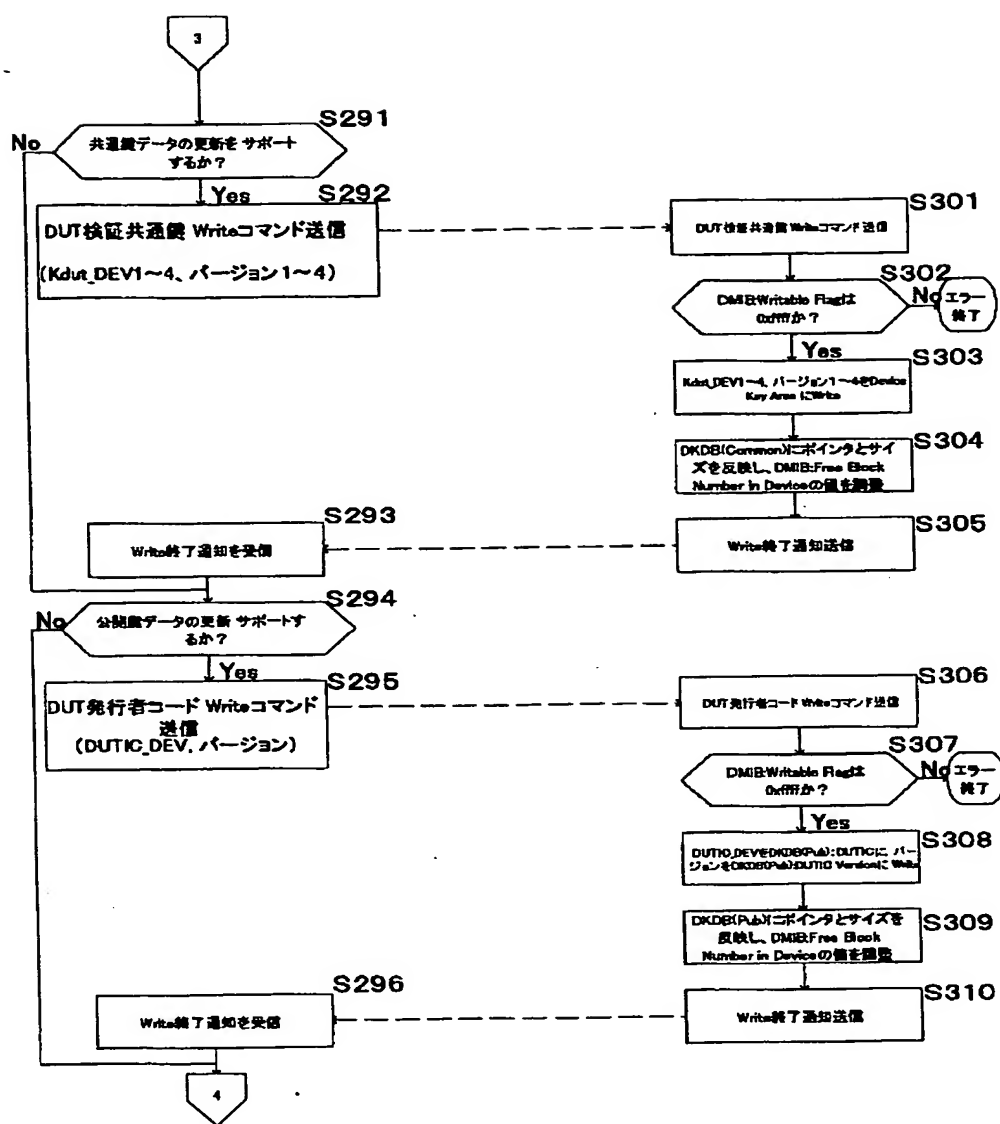 3
S291
No
共通鍵データの更新を サポート
するか？
Yes
S292
DUT検証共通鍵 Writeコマンド送信
（Kdut_DEV1～4、バージョン1～4）
S301
DUT検証共通鍵 Writeコマンド送信
S302
DMIB:Writable Flagは
0xffffか？
No
エラー
終了
Yes
S303
Kdut_DEV1～4、バージョン1～4をDevice
Key Area にWrite
S304
DKDB(Common)にポインタとサイ
ズを反映し、DMIB:Free Block
Number in Deviceの値を調整
S305
Write終了通知送信
S293
Write終了通知を受信
S294
No
公開鍵データの更新 サポートす
るか？
Yes
S295
DUT発行者コード Writeコマンド
送信
（DUTIC_DEV，バージョン）
S306
DUT発行者コード Writeコマンド送信
S307
DMIB:Writable Flagは
0xffffか？
No
エラー
終了
Yes
S308
DUTIC_DEVをDKDB(Pub):DUTICに、バー
ジョンをDKDB(Pub):DUTIC VersionにWrite
S309
DKDB(Pub)にポインタとサイズを
反映し、DMIB:Free Block
Number in Deviceの値を調整
S310
Write終了通知送信
S296
Write終了通知を受信
4